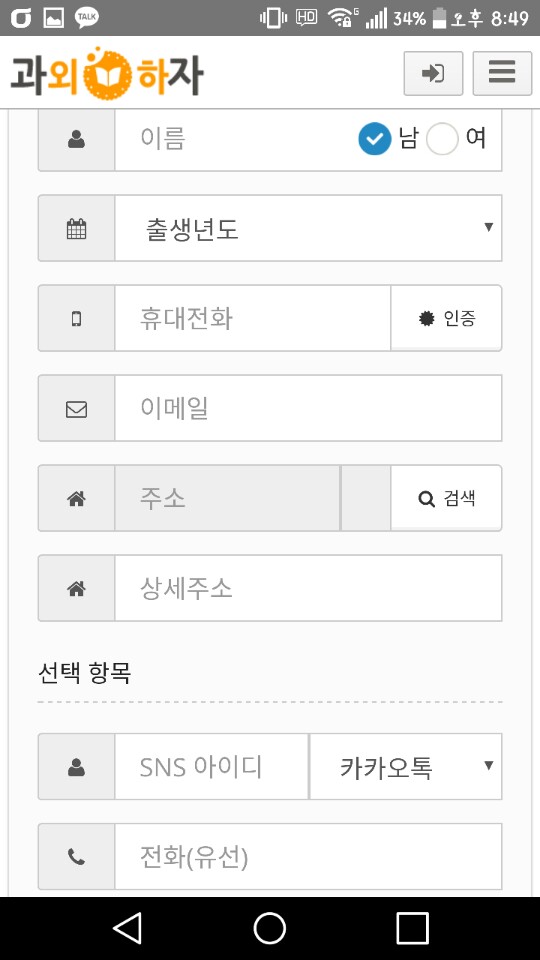 TALK HD G 34% 오후 8:49
과외하자
이름 남 여
출생년도
휴대전화 인증
이메일
주소 검색
상세주소
선택 항목
SNS 아이디 카카오톡
전화(유선)